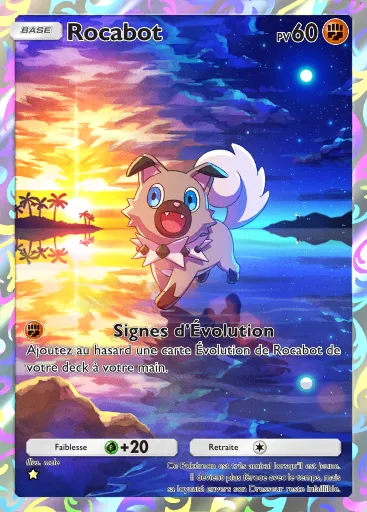 BASE Rocabot PV60
Signes d'Évolution
Ajoutez au hasard une carte Évolution de Rocabot de
votre deck à votre main.
Faiblesse +20 Retraite
Illus. mole
Ce Pokémon est très amical lorsqu'il est jeune.
Il devient plus féroce avec le temps, mais
sa loyauté envers son Dresseur reste infaillible.